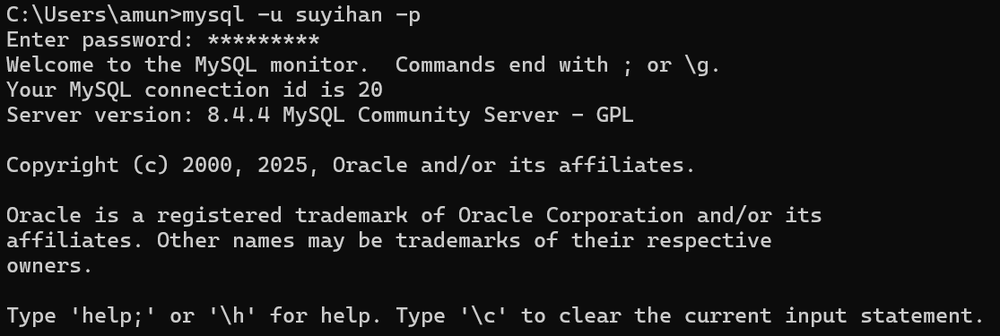 C:\Users\amun>mysql -u suyihan -p
Enter password: *********
Welcome to the MySQL monitor.  Commands end with ; or \g.
Your MySQL connection id is 20
Server version: 8.4.4 MySQL Community Server - GPL

Copyright (c) 2000, 2025, Oracle and/or its affiliates.

Oracle is a registered trademark of Oracle Corporation and/or its
affiliates. Other names may be trademarks of their respective
owners.

Type 'help;' or '\h' for help. Type '\c' to clear the current input statement.